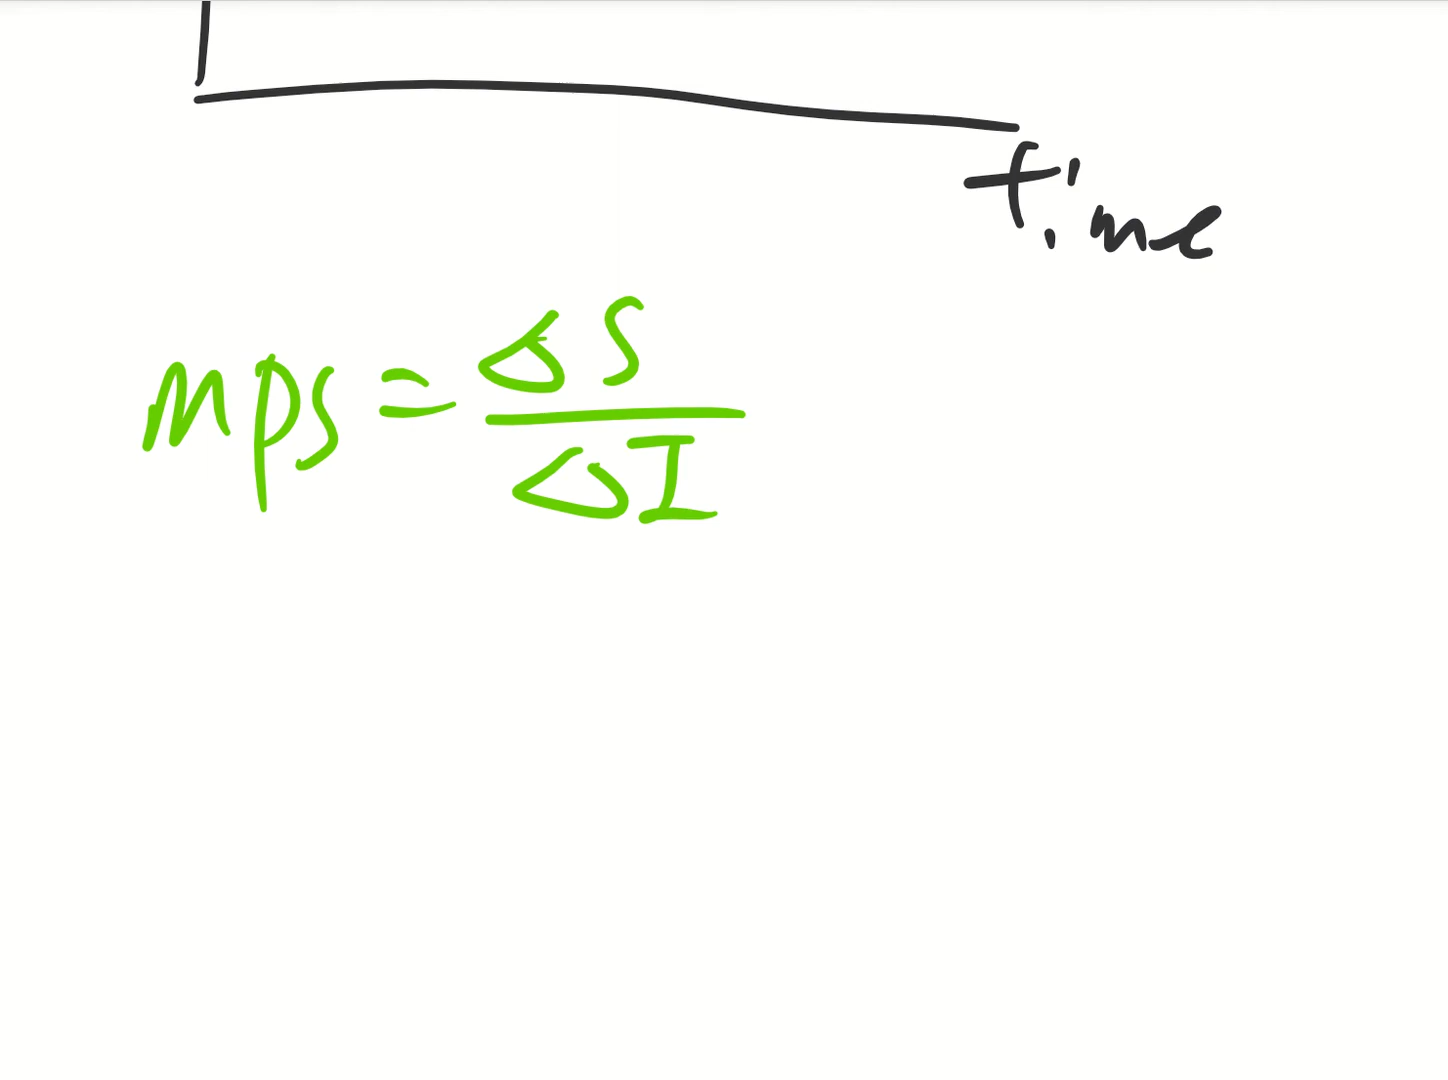 time
mps = ΔS
ΔI